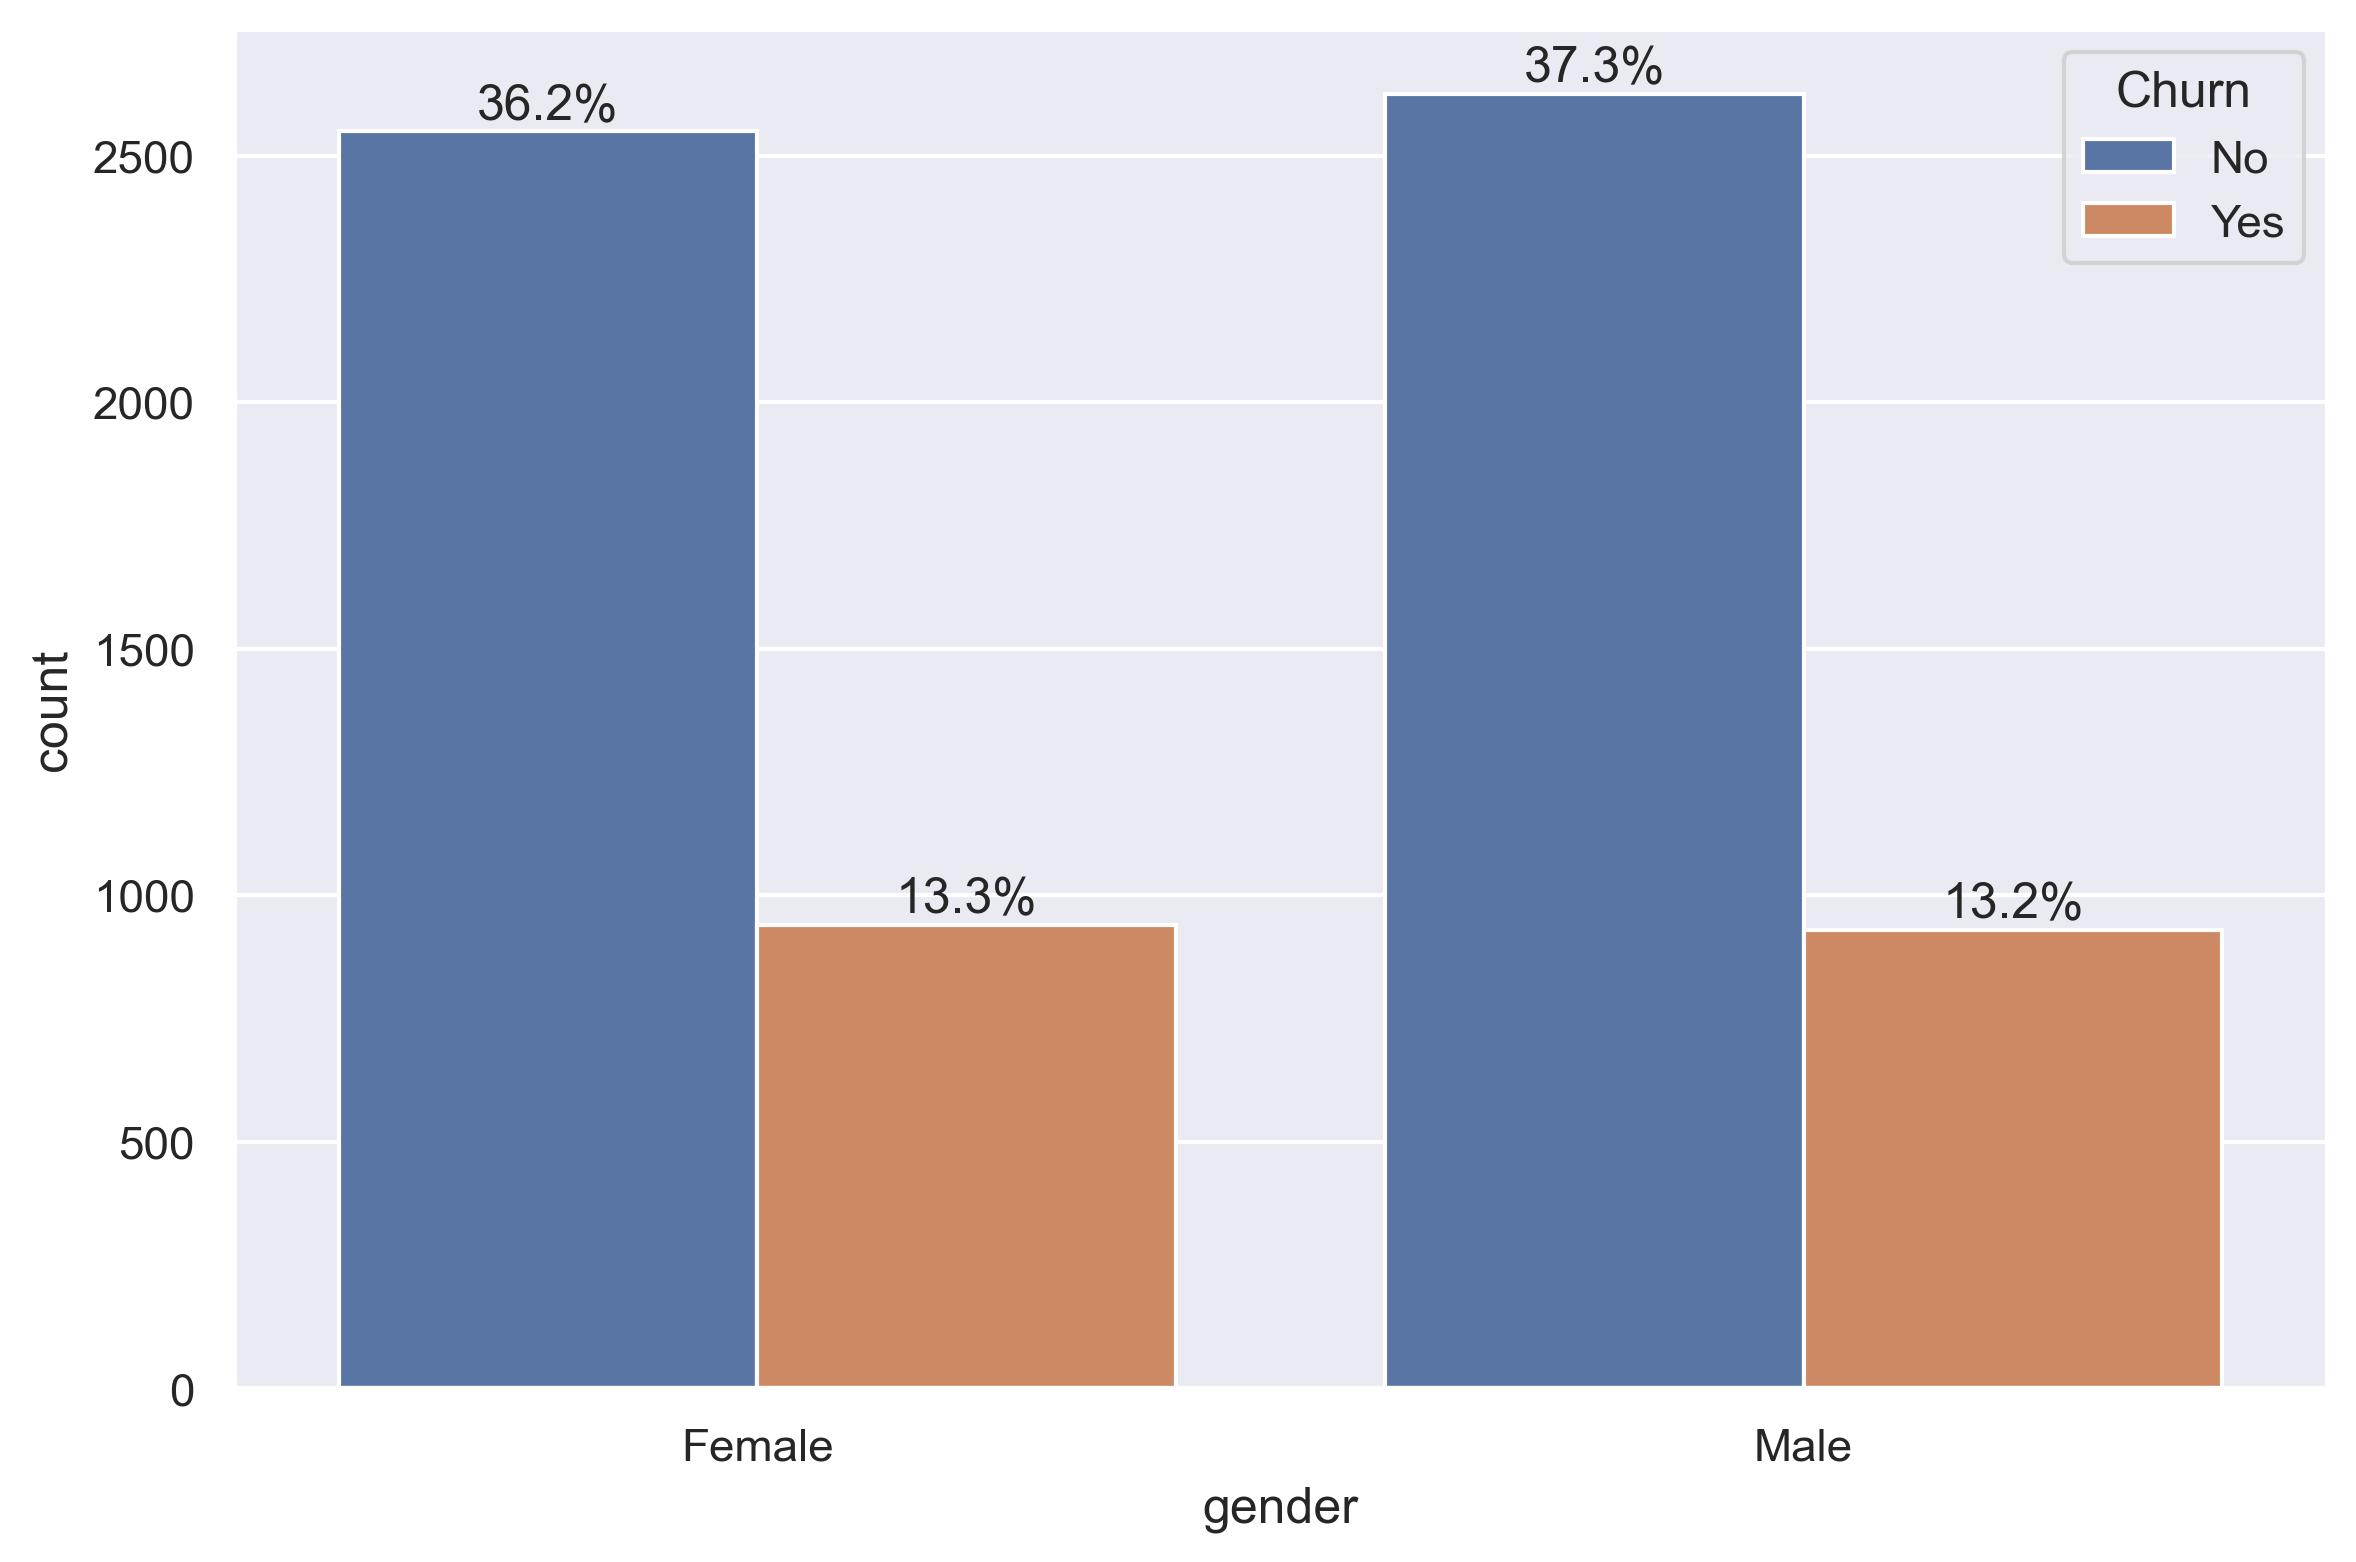 37.3%
36.2%
Churn
No
Yes
2500
2000
1500
1000
500
0
13.3%
13.2%
count
Female
Male
gender